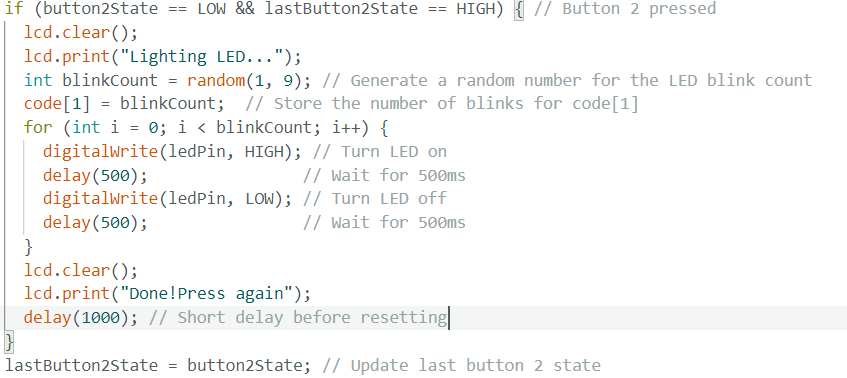 if (button2State == LOW && lastButton2State == HIGH) { // Button 2 pressed
  lcd.clear();
  lcd.print("Lighting LED...");
  int blinkCount = random(1, 9); // Generate a random number for the LED blink count
  code[1] = blinkCount;  // Store the number of blinks for code[1]
  for (int i = 0; i < blinkCount; i++) {
    digitalWrite(ledPin, HIGH); // Turn LED on
    delay(500);                // Wait for 500ms
    digitalWrite(ledPin, LOW); // Turn LED off
    delay(500);                // Wait for 500ms
  }
  lcd.clear();
  lcd.print("Done!Press again");
  delay(1000); // Short delay before resetting
}
lastButton2State = button2State; // Update last button 2 state